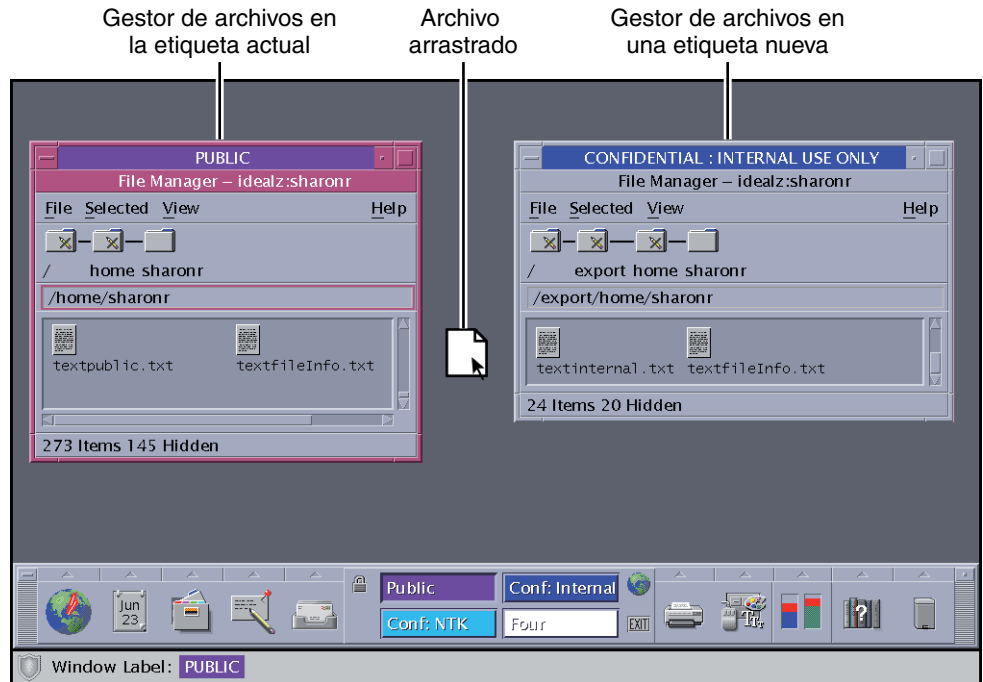 Gestor de archivos en
la etiqueta actual
Archivo
arrastrado
Gestor de archivos en
una etiqueta nueva
PUBLIC
File Manager – idealz:sharonr
File Selected View Help
/ home sharonr
/home/sharonr
textpublic.txt textfileInfo.txt
273 Items 145 Hidden
CONFIDENTIAL : INTERNAL USE ONLY
File Manager – idealz:sharonr
File Selected View Help
/ export home sharonr
/export/home/sharonr
textinternal.txt textfileInfo.txt
24 Items 20 Hidden
Jun
23
Public
Conf: Internal
Conf: NTK
Four
EXIT
?
Window Label: PUBLIC